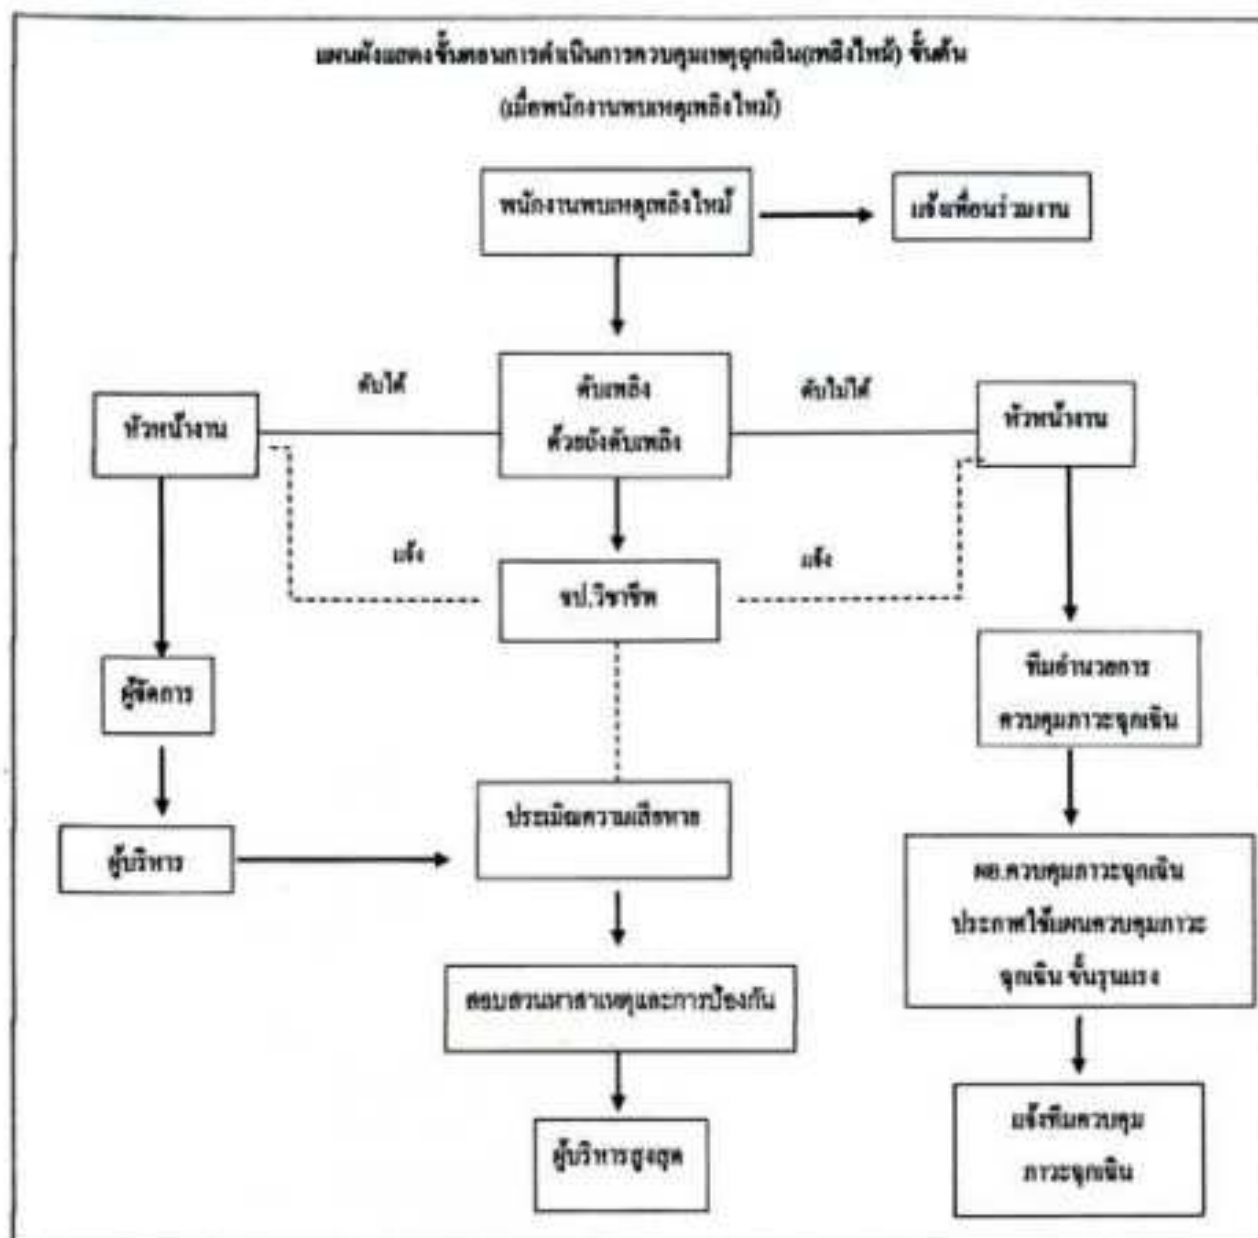 แผนผังแสดงขั้นตอนการดำเนินการควบคุมเหตุฉุกเฉิน(เพลิงไหม้) ขั้นต้น
(เมื่อพนักงานพบเหตุเพลิงไหม้)
พนักงานพบเหตุเพลิงไหม้
แจ้งเพื่อนร่วมงาน
ดับได้
ดับเพลิง
ด้วยถังดับเพลิง
ดับไม่ได้
หัวหน้างาน
หัวหน้างาน
แจ้ง
แจ้ง
จป.วิชาชีพ
ผู้จัดการ
ทีมอำนวยการ
ควบคุมภาวะฉุกเฉิน
ประเมินความเสียหาย
ผู้บริหาร
ผอ.ควบคุมภาวะฉุกเฉิน
ประกาศใช้แผนควบคุมภาวะ
ฉุกเฉิน ขั้นรุนแรง
สอบสวนหาสาเหตุและการป้องกัน
ผู้บริหารสูงสุด
แจ้งทีมควบคุม
ภาวะฉุกเฉิน